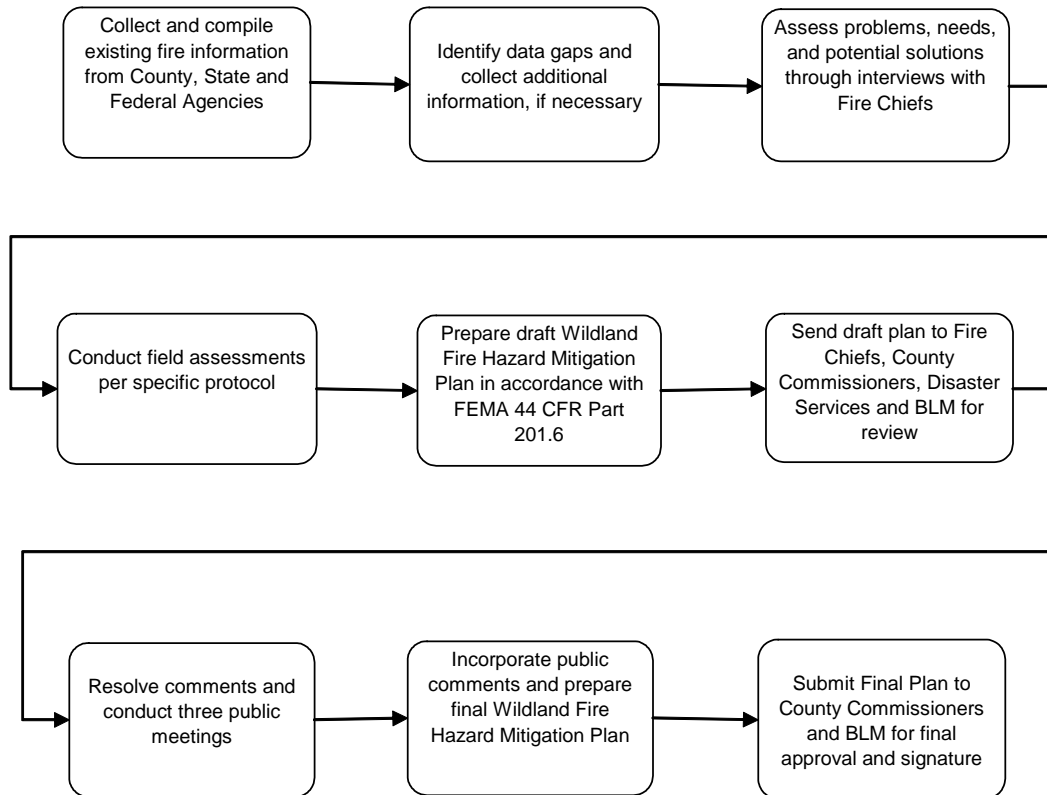 Collect and compile
existing fire information
from County, State and
Federal Agencies
Identify data gaps and
collect additional
information, if necessary
Assess problems, needs,
and potential solutions
through interviews with
Fire Chiefs
Conduct field assessments
per specific protocol
Prepare draft Wildland
Fire Hazard Mitigation
Plan in accordance with
FEMA 44 CFR Part
201.6
Send draft plan to Fire
Chiefs, County
Commissioners, Disaster
Services and BLM for
review
Resolve comments and
conduct three public
meetings
Incorporate public
comments and prepare
final Wildland Fire
Hazard Mitigation Plan
Submit Final Plan to
County Commissioners
and BLM for final
approval and signature